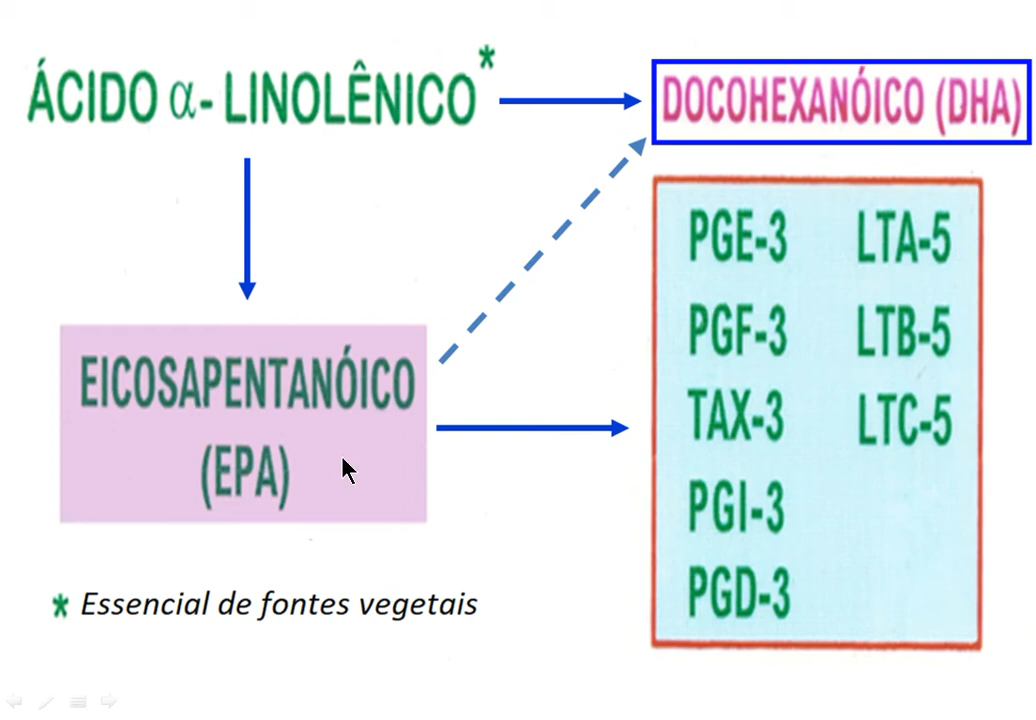 ÁCIDO α- LINOLÊNICO*
DOCOHEXANÓICO (DHA)
EICOSAPENTANÓICO
(EPA)
PGE-3 LTA-5
PGF-3 LTB-5
TAX-3 LTC-5
PGI-3
PGD-3
* Essencial de fontes vegetais